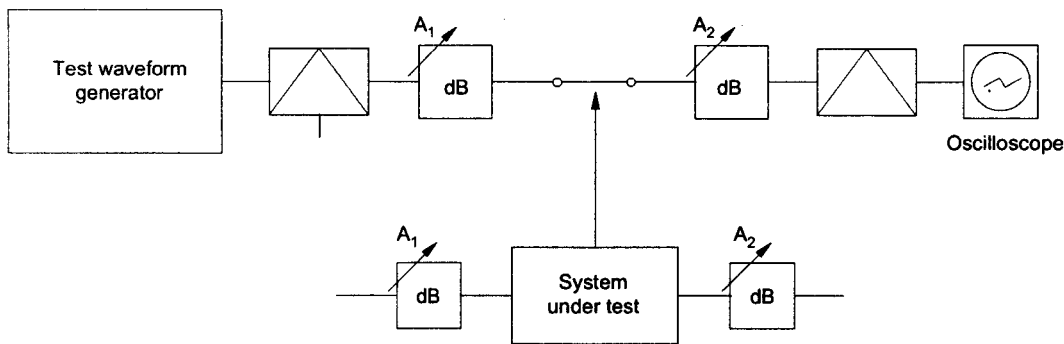 A1
A2
Test waveform
generator
dB
dB
Oscilloscope
A1
A2
System
under test
dB
dB